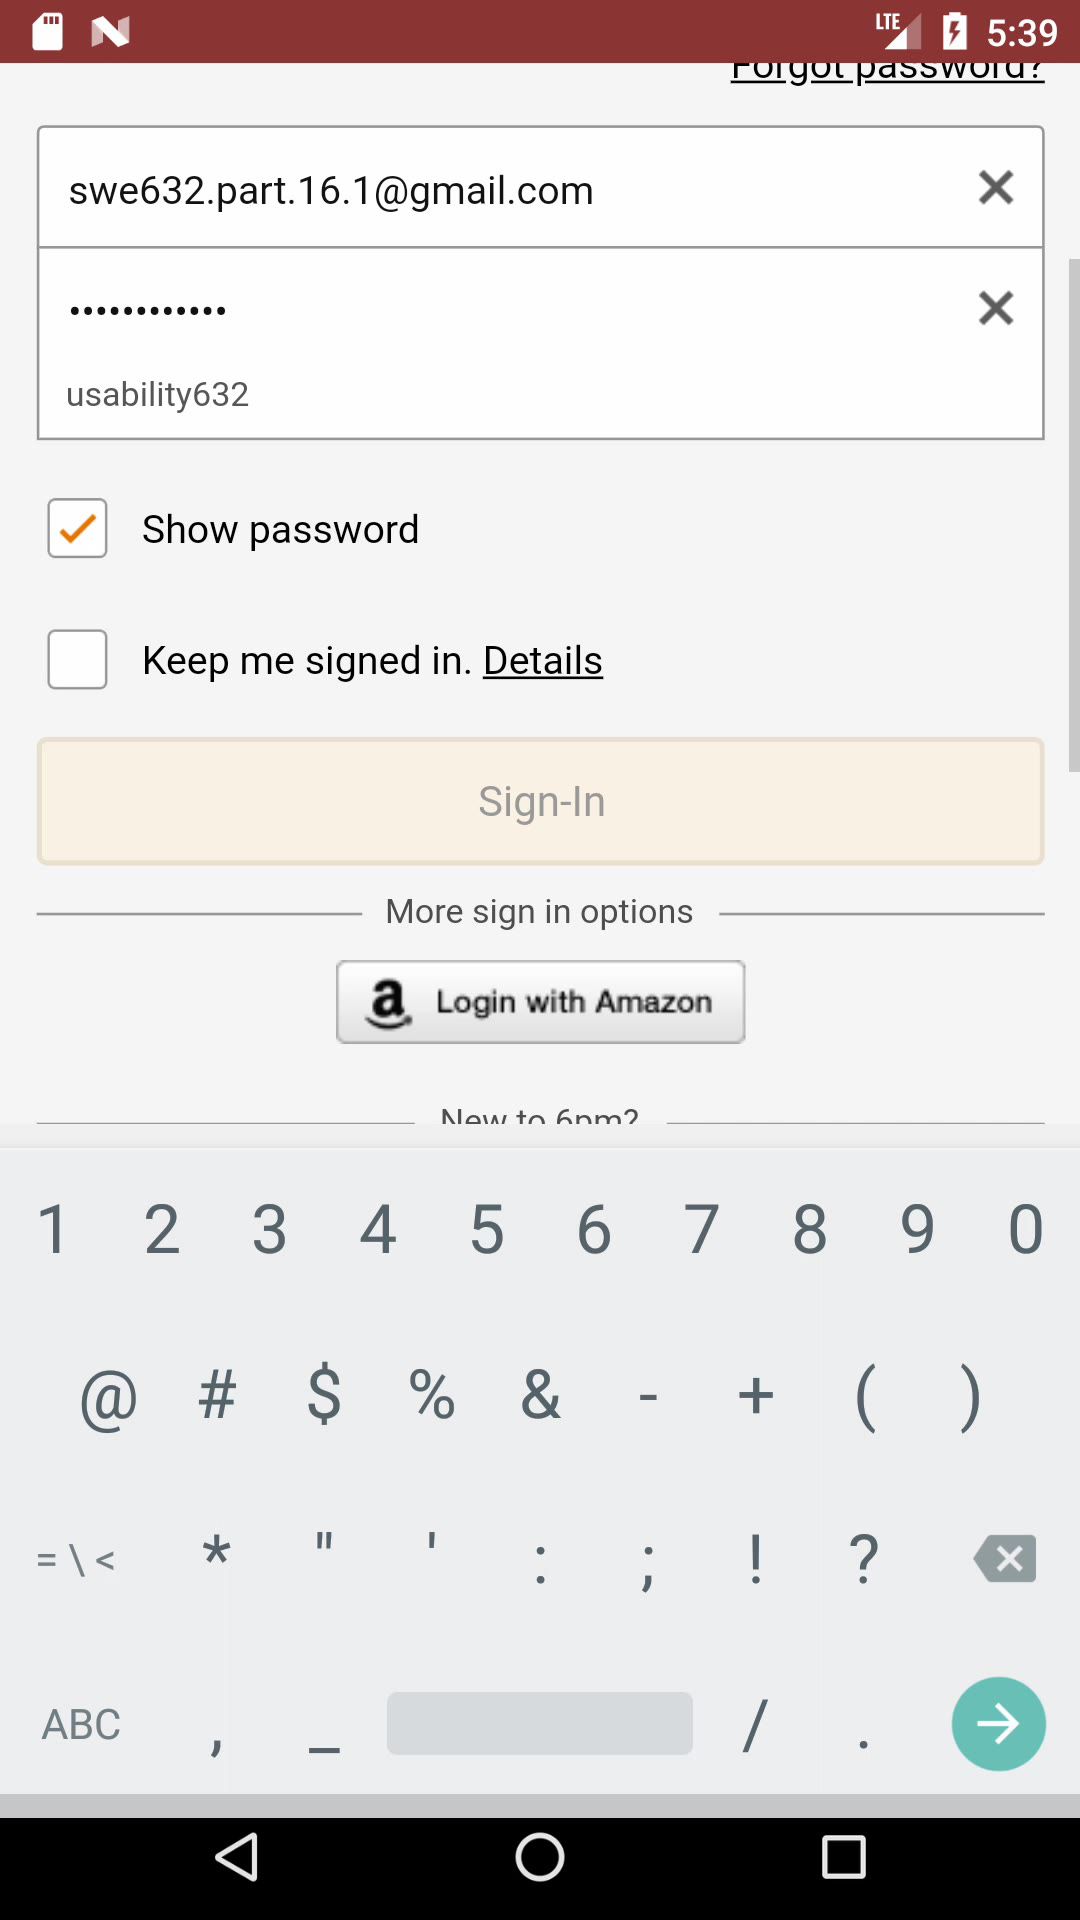 LTE 5:39
Forgot password?
swe632.part.16.1@gmail.com
••••••••••••
usability632
Show password
Keep me signed in. Details
Sign-In
More sign in options
a Login with Amazon
New to 6pm?
1 2 3 4 5 6 7 8 9 0
@ # $ % & - + ( )
= \ < * " ' : ; ! ?
ABC , _ / .